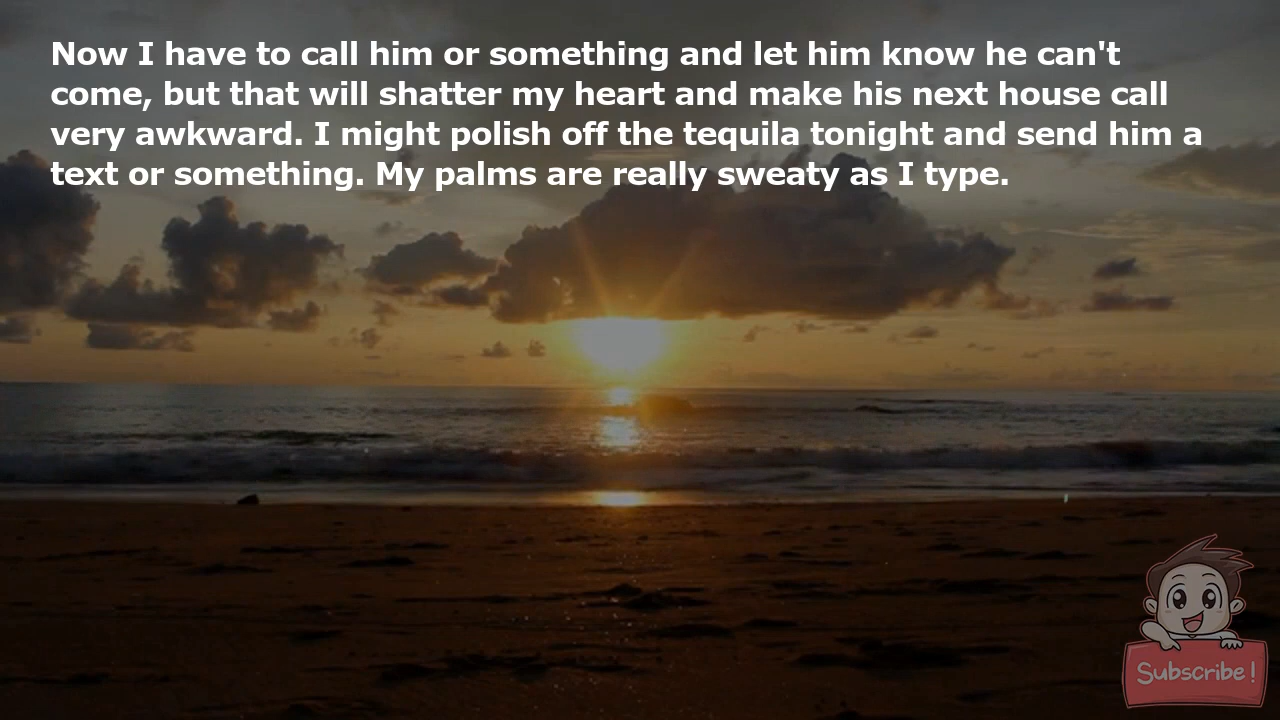 Now I have to call him or something and let him know he can't
come, but that will shatter my heart and make his next house call
very awkward. I might polish off the tequila tonight and send him a
text or something. My palms are really sweaty as I type.
Subscribe!